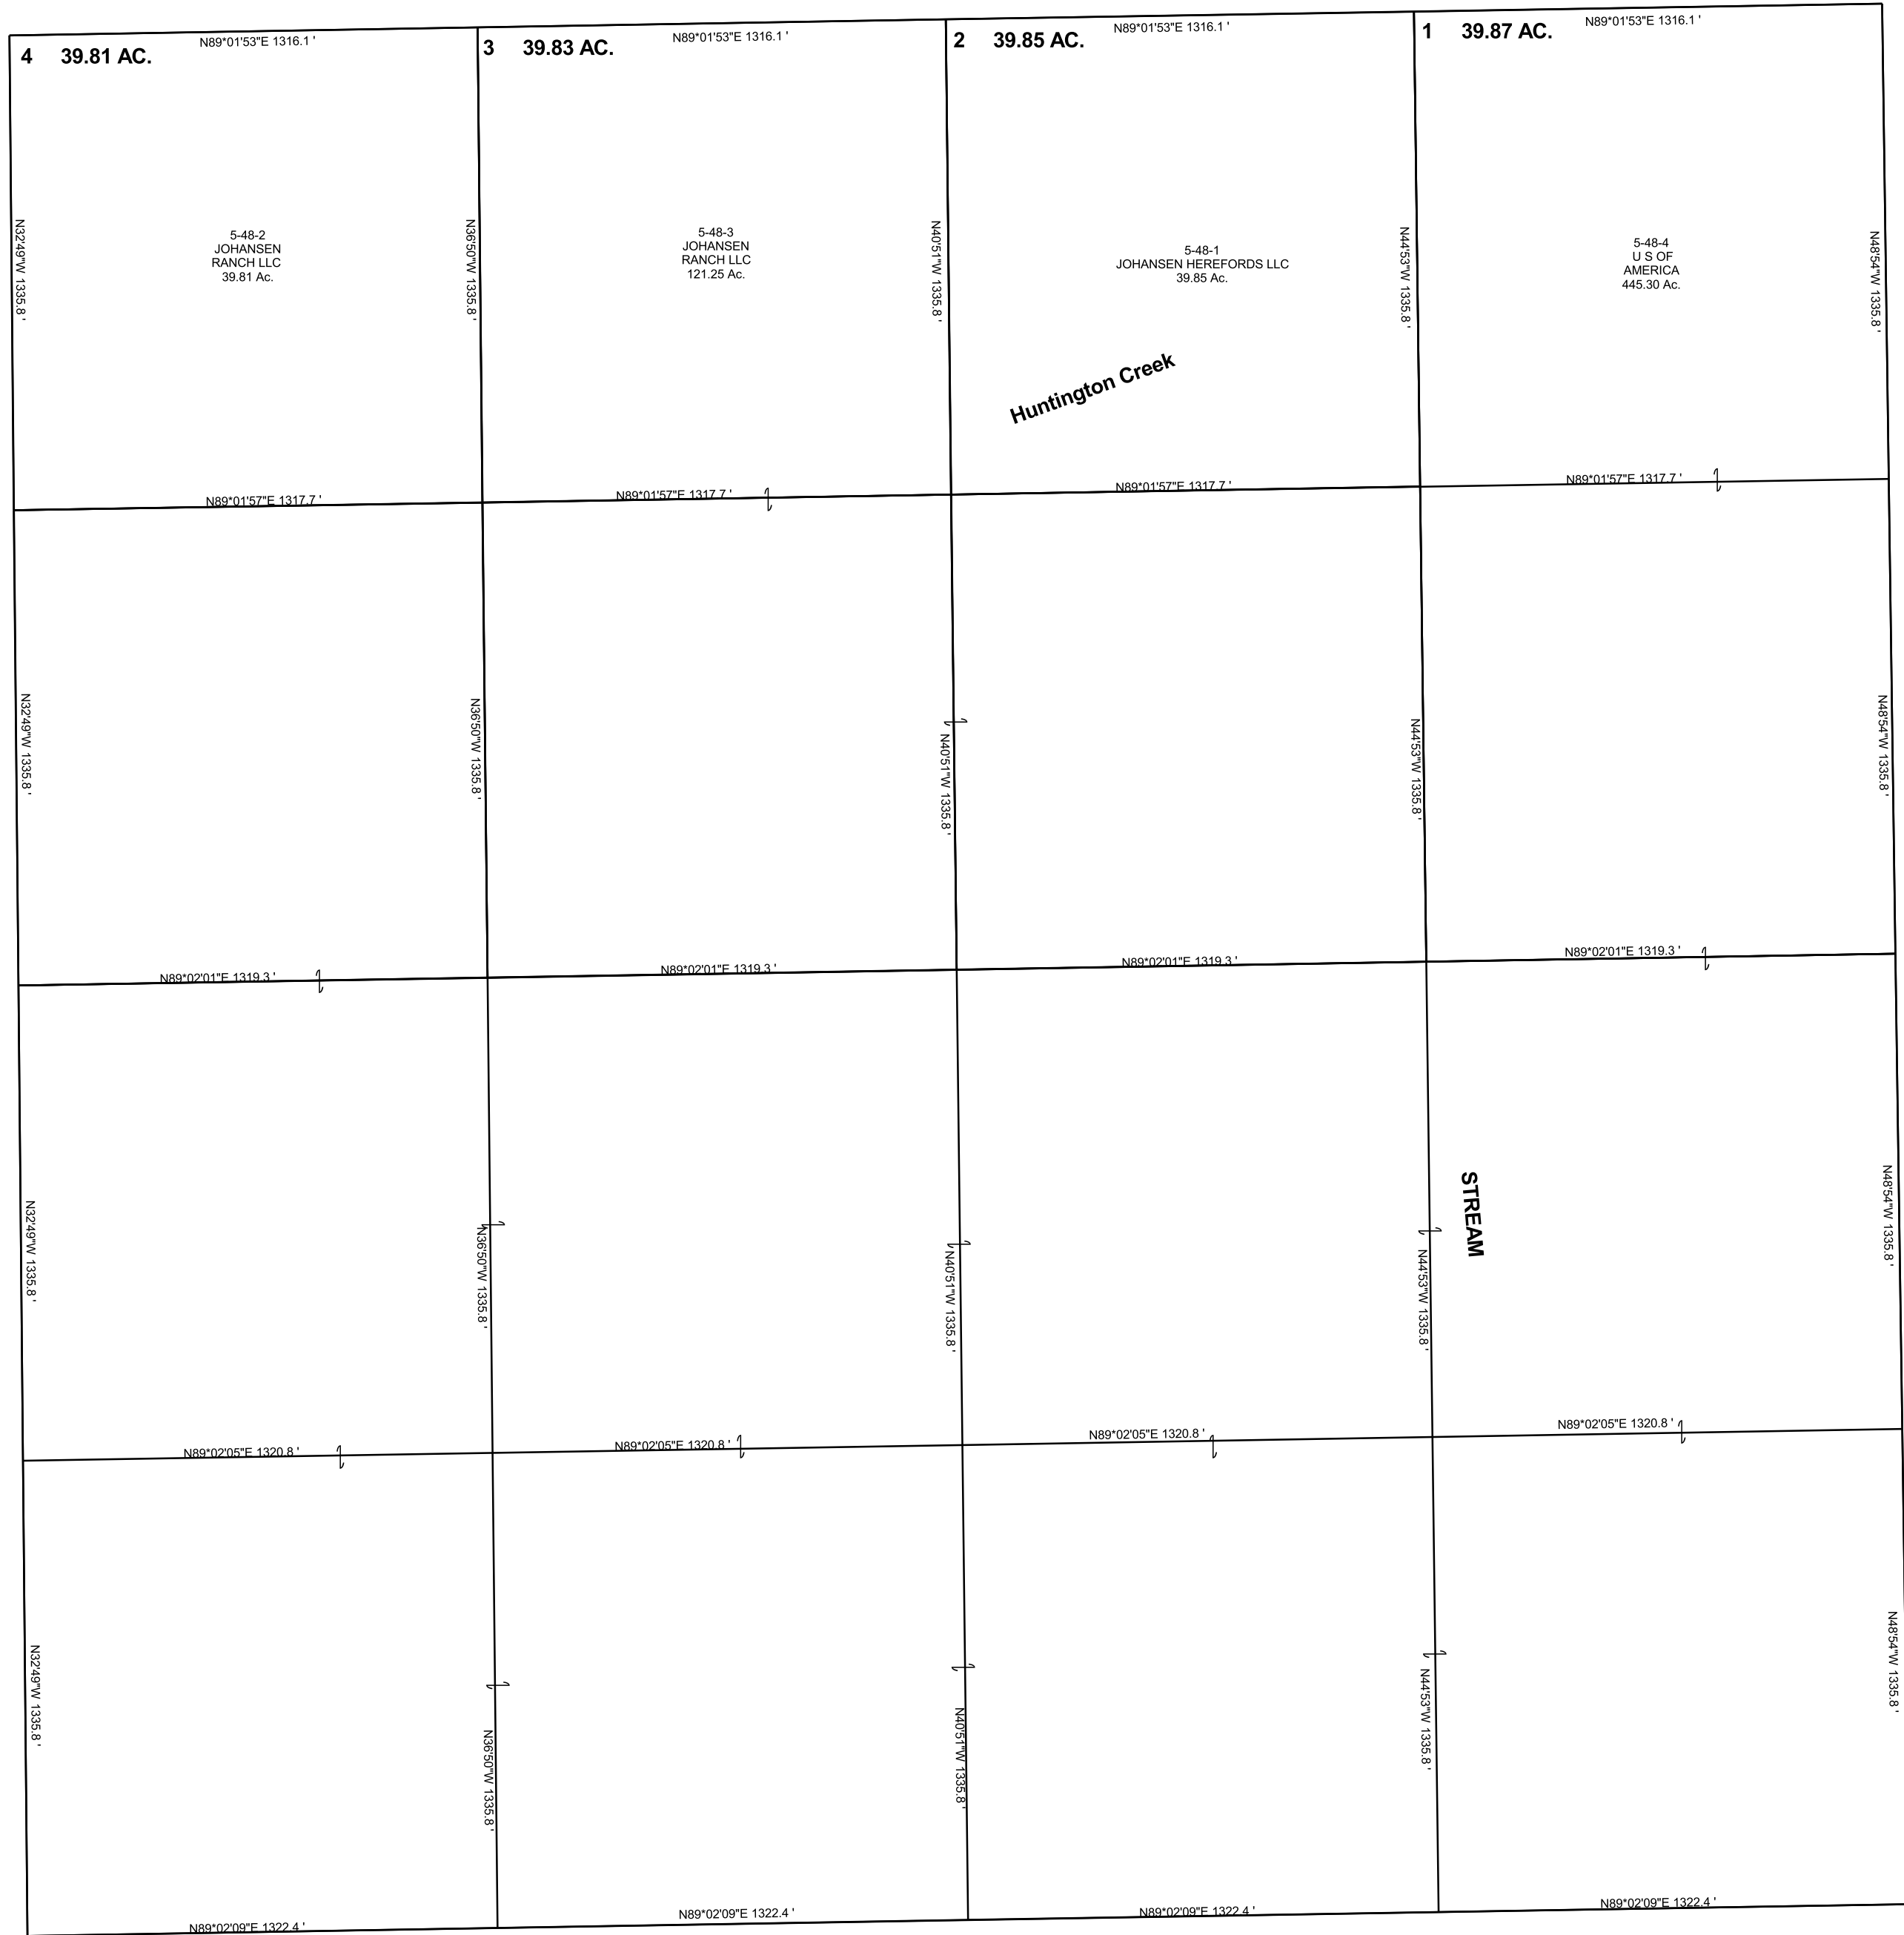 N89*01'53"E 1316.1 '
N89*01'53"E 1316.1 '
N89*01'53"E 1316.1 '
N89*01'53"E 1316.1 '
4 39.81 AC.
3 39.83 AC.
2 39.85 AC.
1 39.87 AC.
N32'49"W 1335.8 '
5-48-2
JOHANSEN
RANCH LLC
39.81 Ac.
N36'50"W 1335.8 '
5-48-3
JOHANSEN
RANCH LLC
121.25 Ac.
N40'51"W 1335.8 '
5-48-1
JOHANSEN HEREFORDS LLC
39.85 Ac.
N44'53"W 1335.8 '
5-48-4
U S OF
AMERICA
445.30 Ac.
N48'54"W 1335.8 '
Huntington Creek
N89*01'57"E 1317.7 '
N89*01'57"E 1317.7 '
N89*01'57"E 1317.7 '
N89*01'57"E 1317.7 '
N32'49"W 1335.8 '
N36'50"W 1335.8 '
N40'51"W 1335.8 '
N44'53"W 1335.8 '
N48'54"W 1335.8 '
N89*02'01"E 1319.3 '
N89*02'01"E 1319.3 '
N89*02'01"E 1319.3 '
N89*02'01"E 1319.3 '
N32'49"W 1335.8 '
N36'50"W 1335.8 '
N40'51"W 1335.8 '
N44'53"W 1335.8 '
STREAM
N48'54"W 1335.8 '
N89*02'05"E 1320.8 '
N89*02'05"E 1320.8 '
N89*02'05"E 1320.8 '
N89*02'05"E 1320.8 '
N32'49"W 1335.8 '
N36'50"W 1335.8 '
N40'51"W 1335.8 '
N44'53"W 1335.8 '
N48'54"W 1335.8 '
N89*02'09"E 1322.4 '
N89*02'09"E 1322.4 '
N89*02'09"E 1322.4 '
N89*02'09"E 1322.4 '